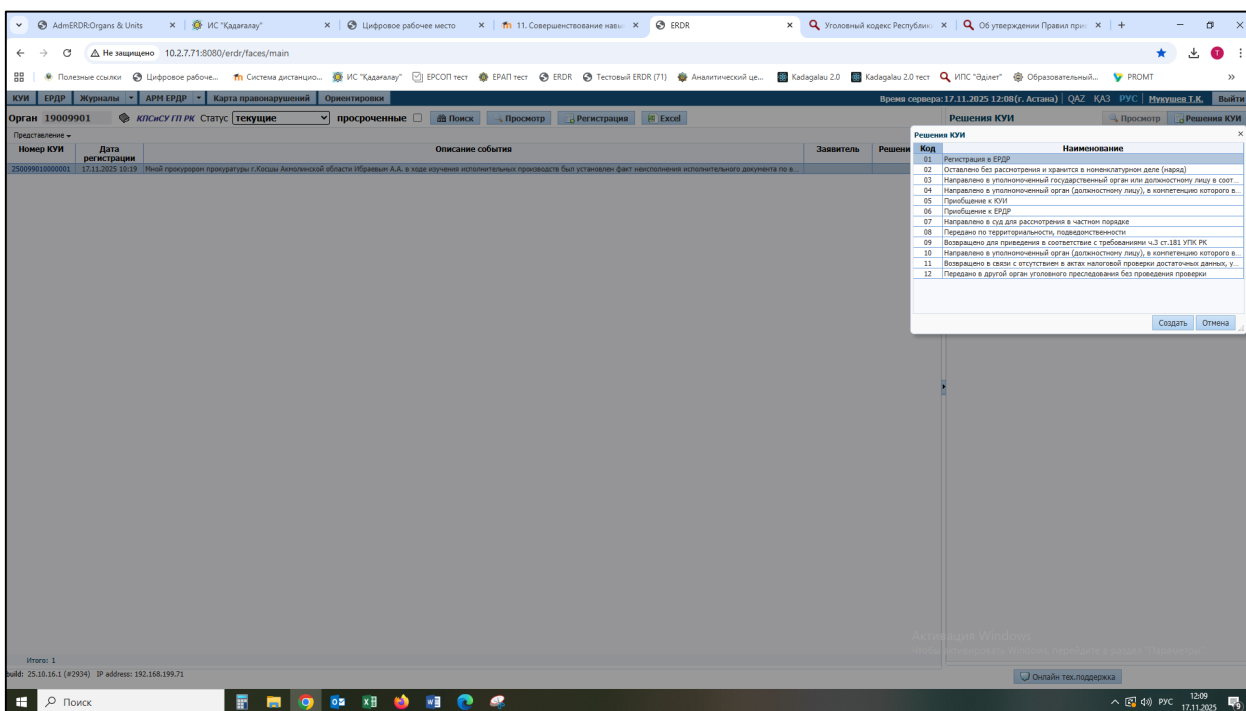 AdmERDR:Organs & Units
ИС "Қадағалау"
Цифровое рабочее место
11. Совершенствование навы
ERDR
Уголовный кодекс Республик
Об утверждении Правил при
Не защищено 10.2.7.71:8080/erdr/faces/main
Полезные ссылки Цифровое рабоче... Система дистанцио... ИС "Қадағалау" ЕРСОП тест ЕРАП тест ERDR Тестовый ERDR (71) Аналитический це... Kadagalau 2.0 Kadagalau 2.0 тест ИПС "Әділет" Образовательный... PROMT
КУИ ЕРДР Журналы АРМ ЕРДР Карта правонарушений Ориентировки Время сервера:17.11.2025 12:08(г. Астана) QAZ ҚАЗ РУС Мукушев Т.К. Выйти
Орган 19009901 КПСиСУ ГП РК Статус текущие просроченные Поиск Просмотр Регистрация Excel Решения КУИ Просмотр Решения КУИ
Представление
Номер КУИ Дата регистрации Описание события Заявитель Решени
250099010000001 17.11.2025 10:19 Мной прокурором прокуратуры г.Косшы Акмолинской области Ибраевым А.А. в ходе изучения исполнительных производств был установлен факт неисполнения исполнительного документа по в...
Решения КУИ
Код Наименование
01 Регистрация в ЕРДР
02 Оставлено без рассмотрения и хранится в номенклатурном деле (наряд)
03 Направлено в уполномоченный государственный орган или должностному лицу в соот...
04 Направлено в уполномоченный орган (должностному лицу), в компетенцию которого в...
05 Приобщение к КУИ
06 Приобщение к ЕРДР
07 Направлено в суд для рассмотрения в частном порядке
08 Передано по территориальности, подведомственности
09 Возвращено для приведения в соответствие с требованиями ч.3 ст.181 УПК РК
10 Направлено в уполномоченный орган (должностному лицу), в компетенцию которого в...
11 Возвращено в связи с отсутствием в актах налоговой проверки достаточных данных, у...
12 Передано в другой орган уголовного преследования без проведения проверки
Создать Отмена
Активация Windows
Чтобы активировать Windows, перейдите в раздел "Параметры".
Итого: 1
build: 25.10.16.1 (#2934) IP address: 192.168.199.71
Онлайн тех.поддержка
Поиск
РУС 12:09
17.11.2025